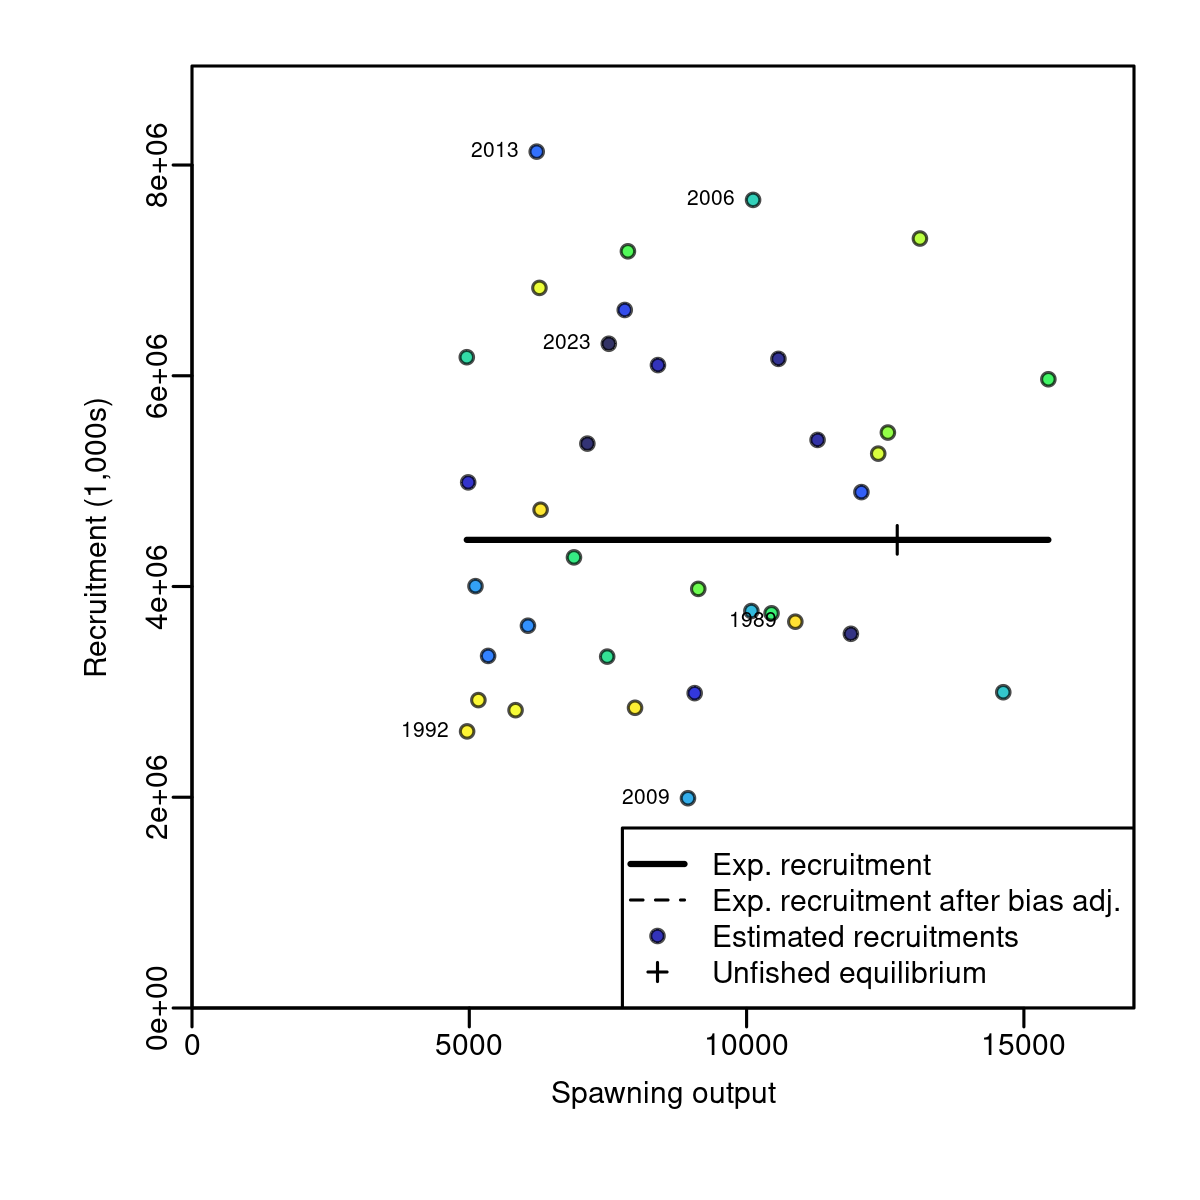 2013
2006
2023
1989
1992
2009
8e+06
6e+06
4e+06
2e+06
0e+00
Recruitment (1,000s)
Exp. recruitment
Exp. recruitment after bias adj.
Estimated recruitments
Unfished equilibrium
0
5000
10000
15000
Spawning output